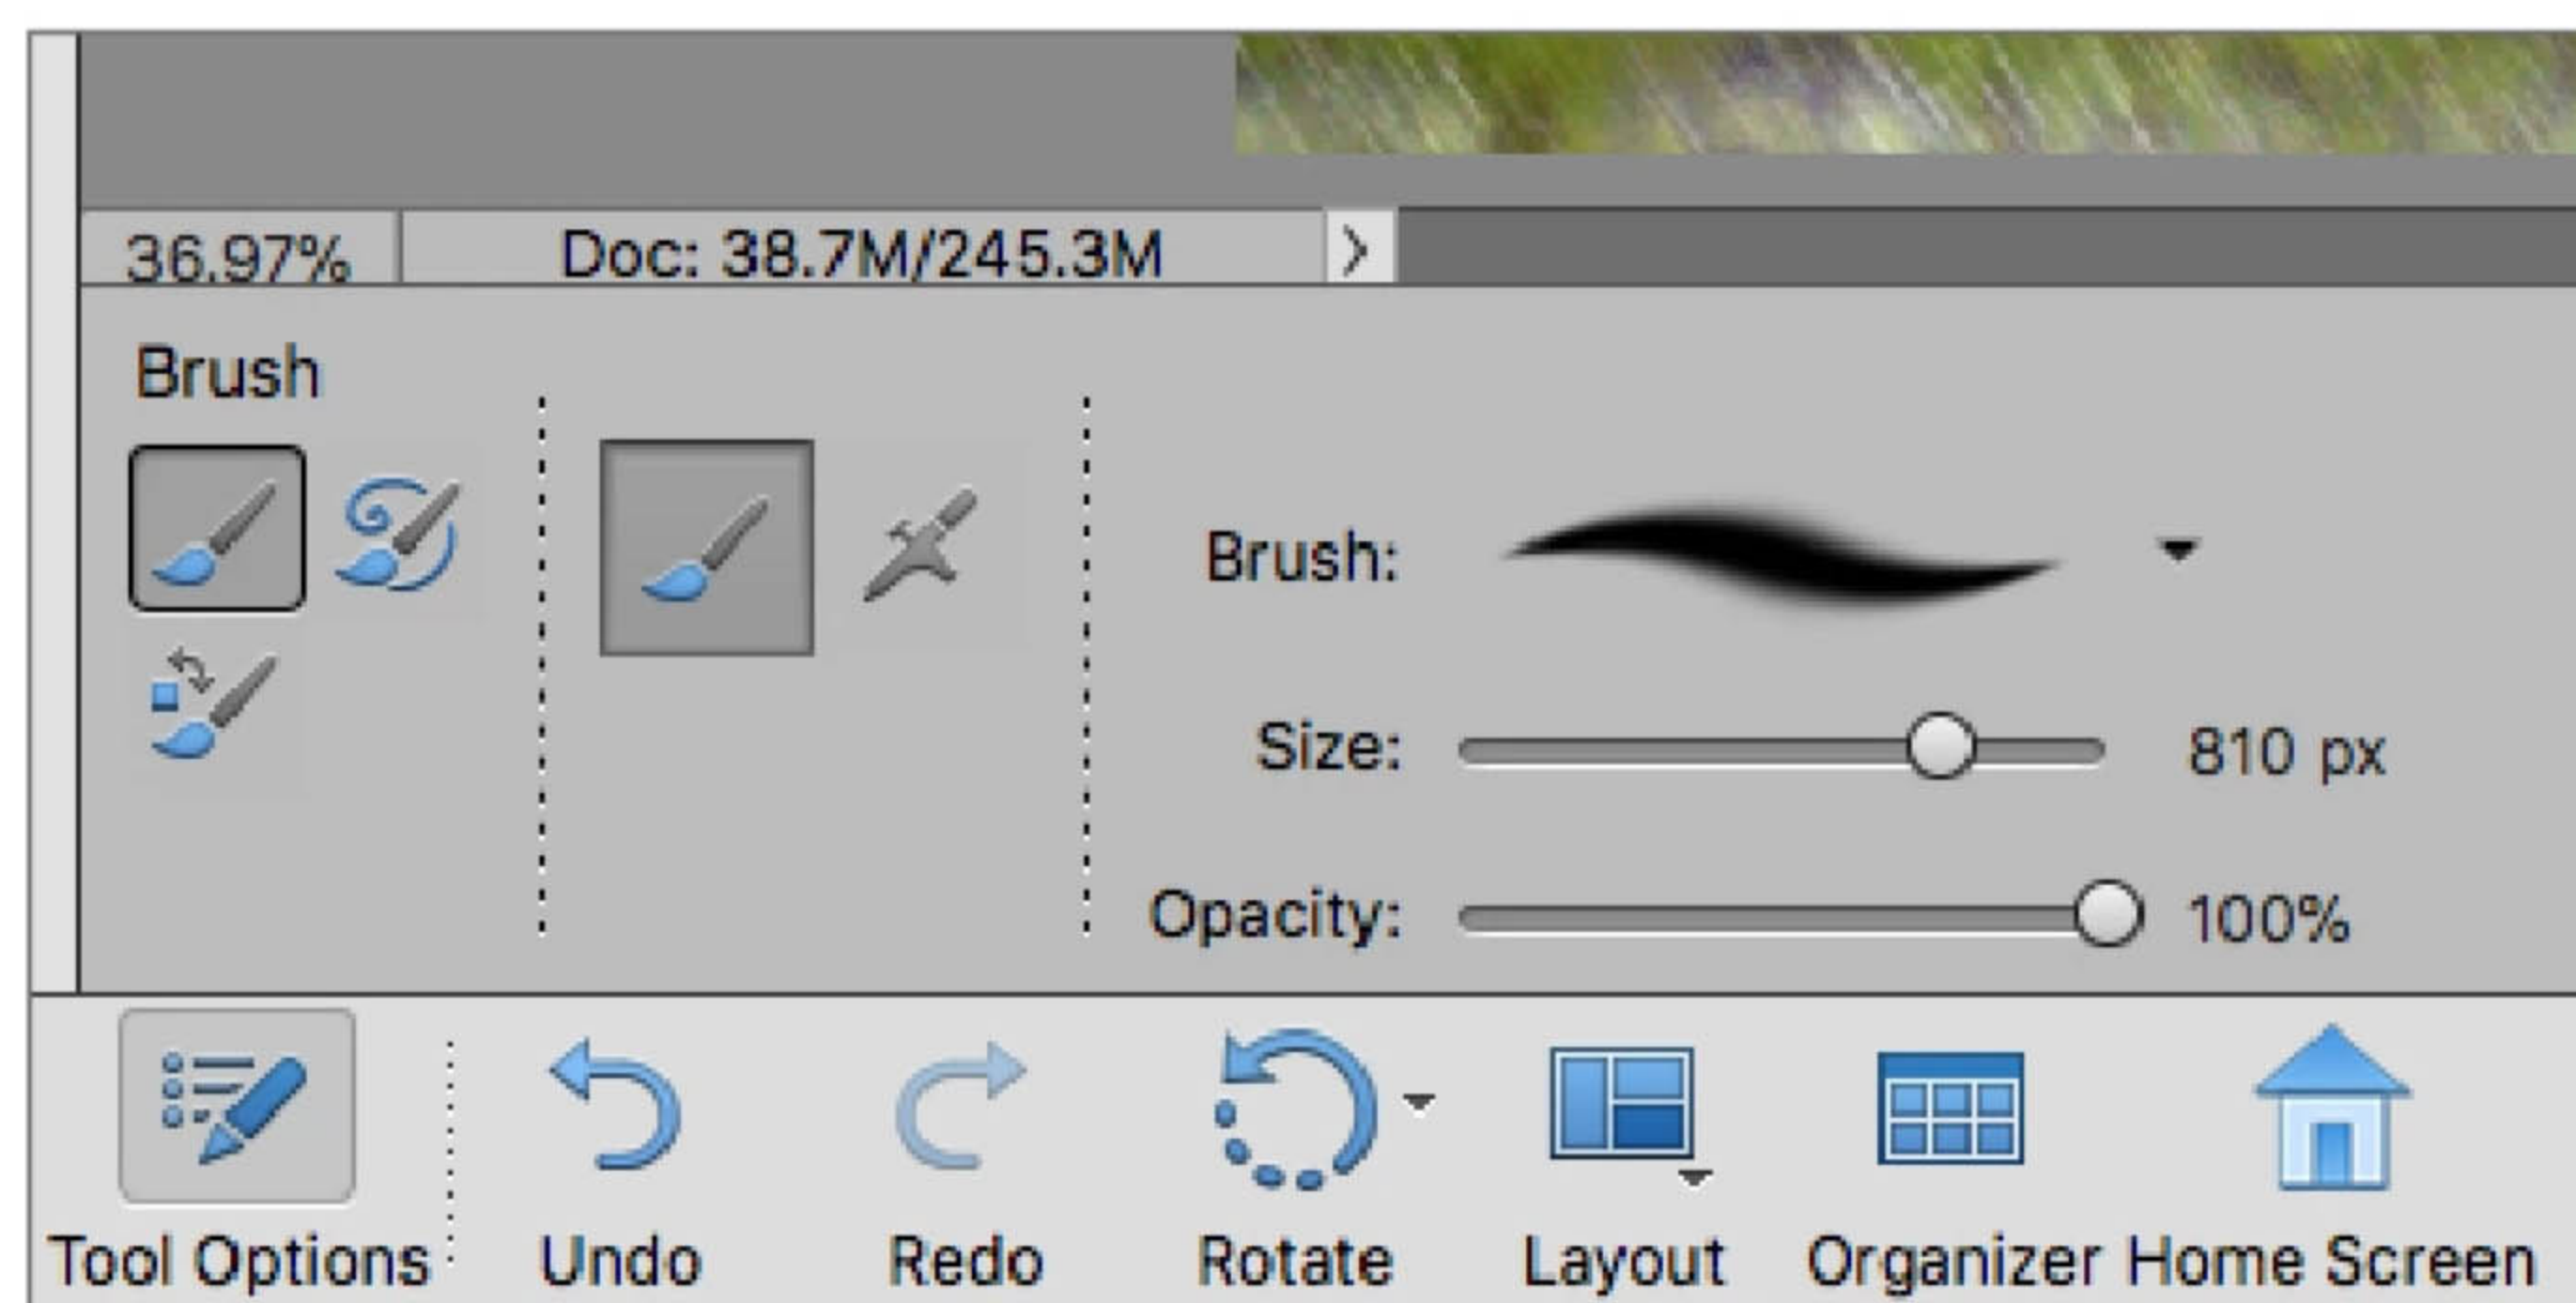 36.97% Doc: 38.7M/245.3M >
Brush
Brush:
Size: 810 px
Opacity: 100%
Tool Options Undo Redo Rotate Layout Organizer Home Screen